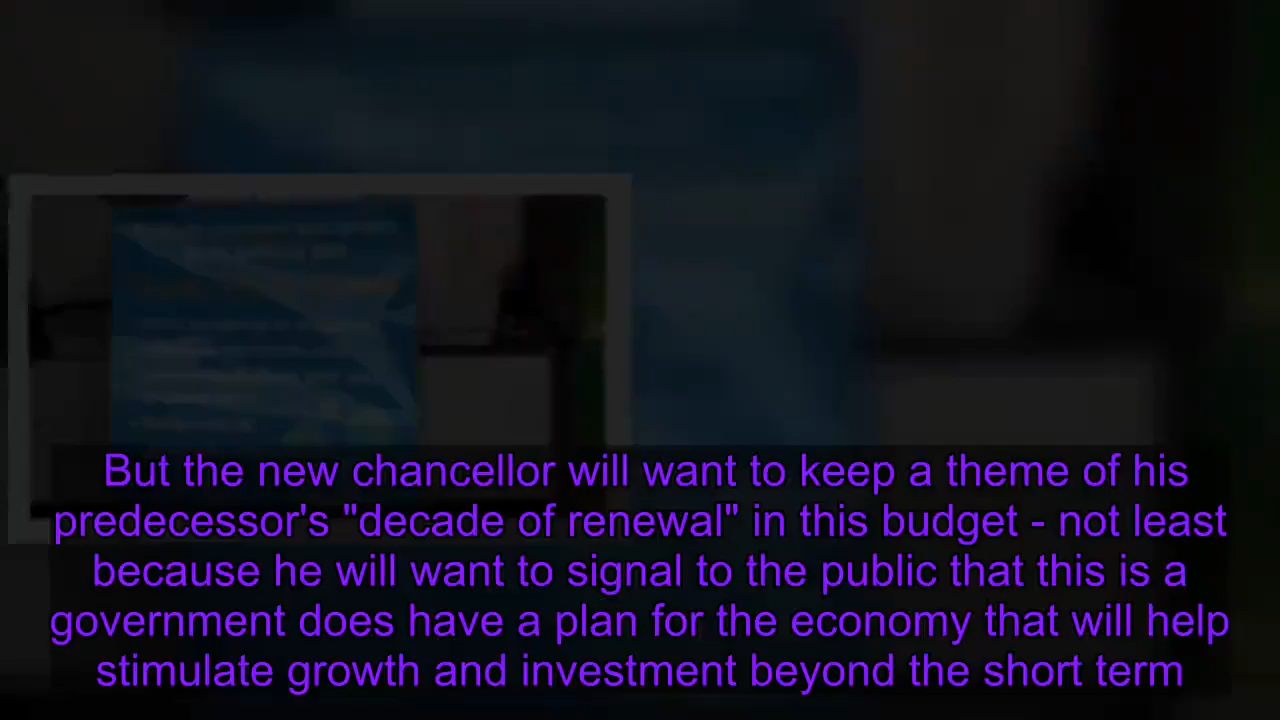 But the new chancellor will want to keep a theme of his
predecessor's "decade of renewal" in this budget - not least
because he will want to signal to the public that this is a
government does have a plan for the economy that will help
stimulate growth and investment beyond the short term